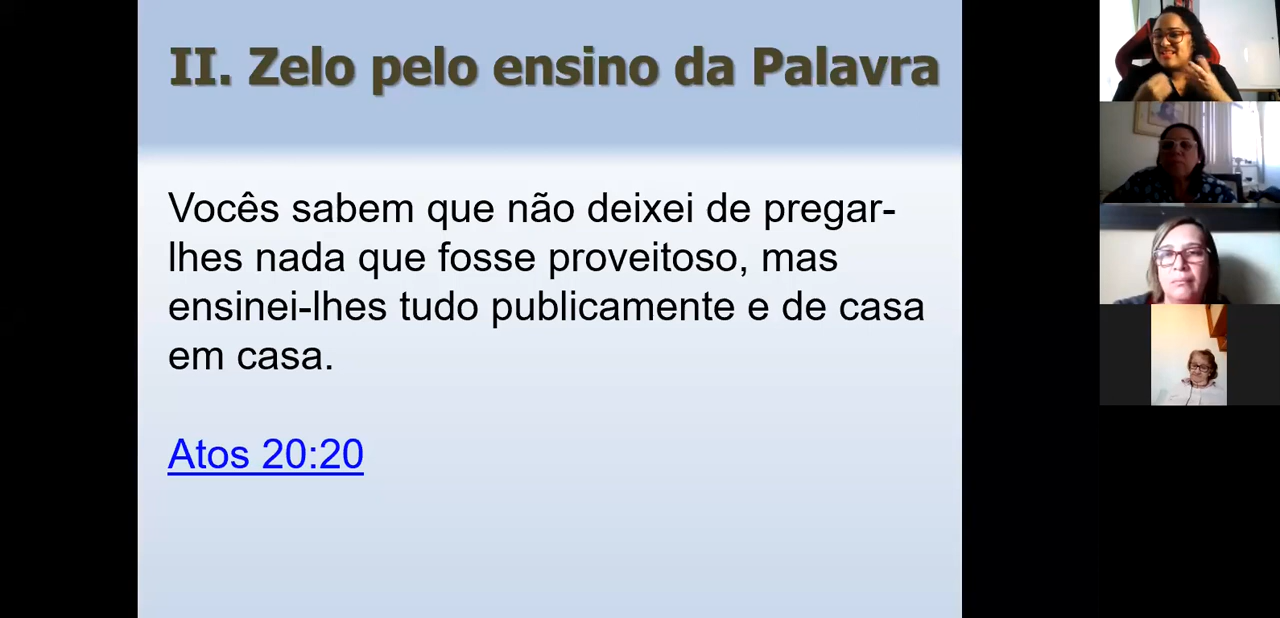 II. Zelo pelo ensino da Palavra
Vocês sabem que não deixei de pregar-
lhes nada que fosse proveitoso, mas
ensinei-lhes tudo publicamente e de casa
em casa.
Atos 20:20